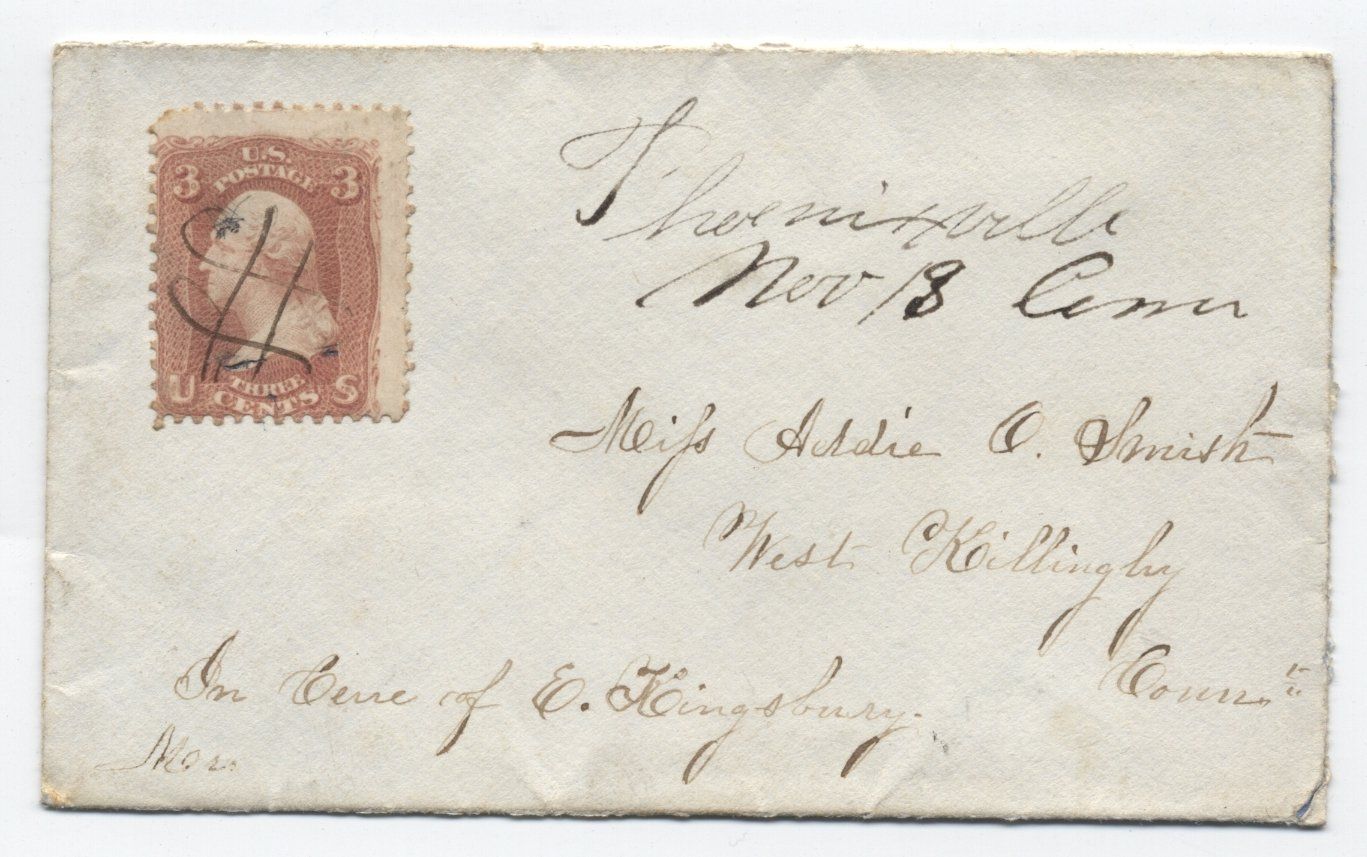 U.S.
POSTAGE
3 3
THREE
CENTS
U S
Phoenixville
Nov 18 Conn
Miss Addie O. Smith
West Killingly
Conn.
In Care of E. Kingsbury.